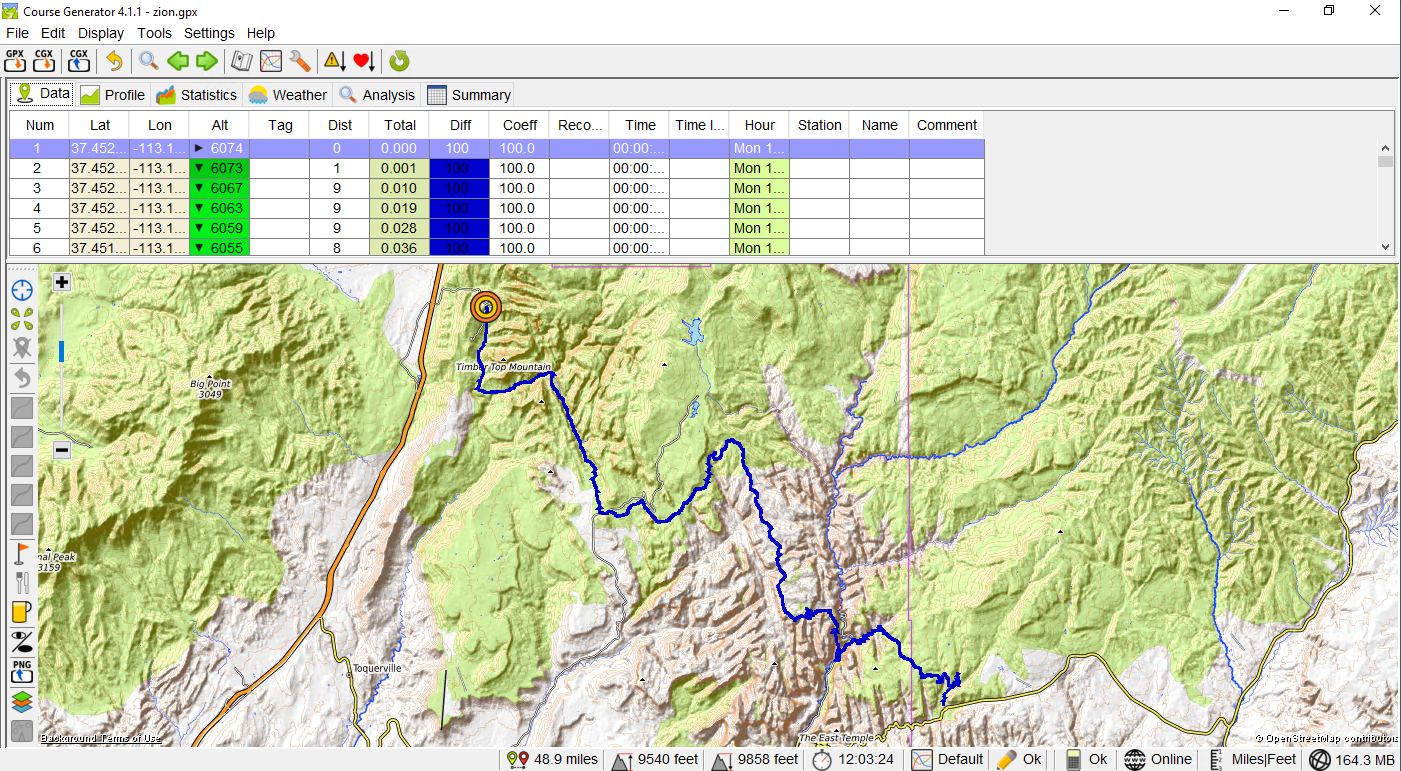 Course Generator 4.1.1 - zion.gpx
File Edit Display Tools Settings Help
GPX CGX CGX
Data Profile Statistics Weather Analysis Summary
Num Lat Lon Alt Tag Dist Total Diff Coeff Reco... Time Time l... Hour Station Name Comment
1 37.452... -113.1... ► 6074 0 0.000 100 100.0 00:00:... Mon 1...
2 37.452... -113.1... ▼ 6073 1 0.001 100 100.0 00:00:... Mon 1...
3 37.452... -113.1... ▼ 6067 9 0.010 100 100.0 00:00:... Mon 1...
4 37.452... -113.1... ▼ 6063 9 0.019 100 100.0 00:00:... Mon 1...
5 37.452... -113.1... ▼ 6059 9 0.028 100 100.0 00:00:... Mon 1...
6 37.451... -113.1... ▼ 6055 8 0.036 100 100.0 00:00:... Mon 1...
Timber Top Mountain
Big Point
3049
nal Peak
3159
Toquerville
PNG
The East Temple
Background Terms of Use
© OpenStreetMap contributors
48.9 miles 9540 feet 9858 feet 12:03:24 Default Ok Ok Online Miles|Feet 164.3 MB